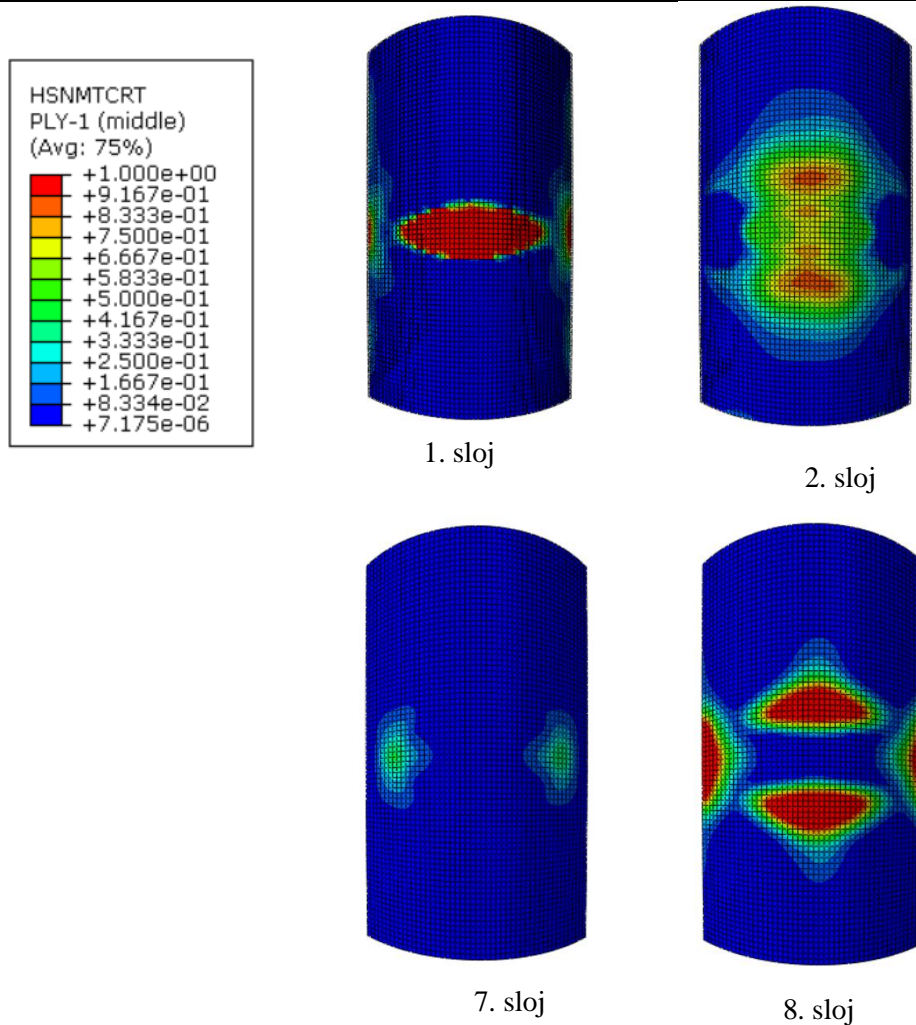 HSNMTCRT
PLY-1 (middle)
(Avg: 75%)
+1.000e+00
+9.167e-01
+8.333e-01
+7.500e-01
+6.667e-01
+5.833e-01
+5.000e-01
+4.167e-01
+3.333e-01
+2.500e-01
+1.667e-01
+8.334e-02
+7.175e-06
1. sloj
2. sloj
7. sloj
8. sloj